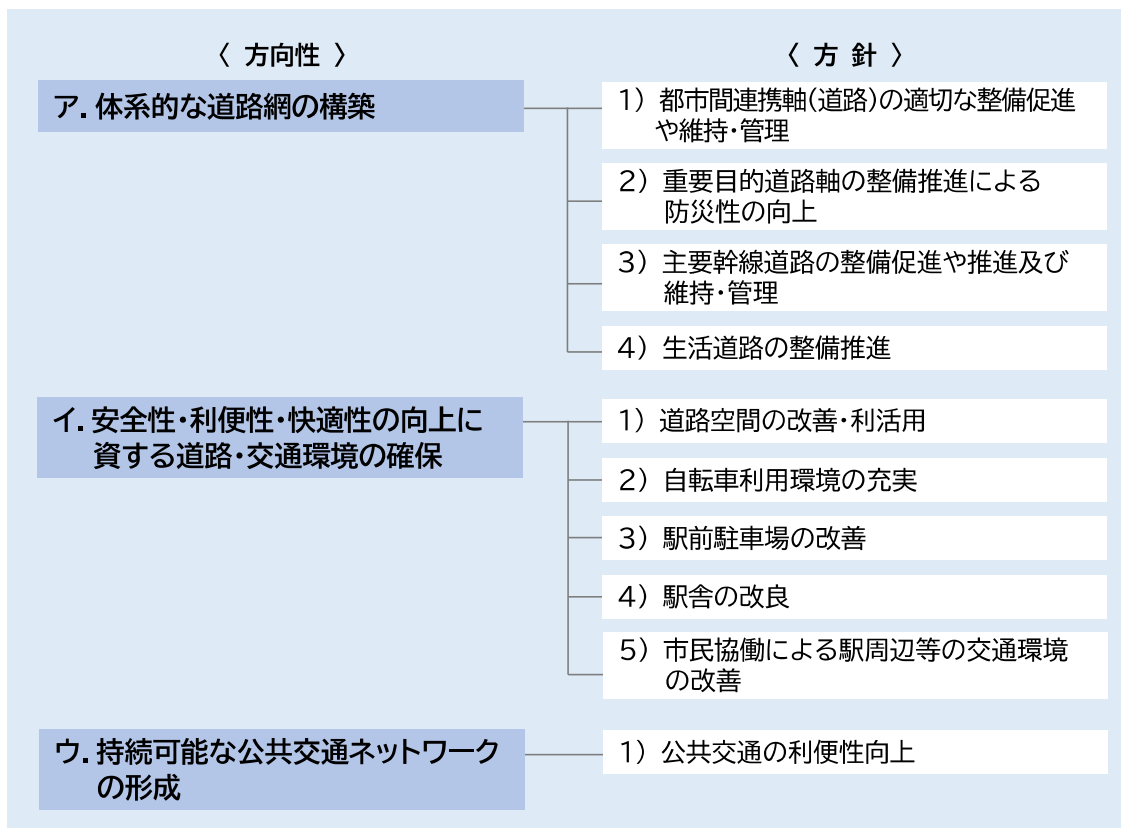 〈 方向性 〉
〈 方 針 〉
ア. 体系的な道路網の構築
1) 都市間連携軸(道路)の適切な整備促進
や維持・管理
2) 重要目的道路軸の整備推進による
防災性の向上
3) 主要幹線道路の整備促進や推進及び
維持・管理
4) 生活道路の整備推進
イ. 安全性・利便性・快適性の向上に
資する道路・交通環境の確保
1) 道路空間の改善・利活用
2) 自転車利用環境の充実
3) 駅前駐車場の改善
4) 駅舎の改良
5) 市民協働による駅周辺等の交通環境
の改善
ウ. 持続可能な公共交通ネットワーク
の形成
1) 公共交通の利便性向上